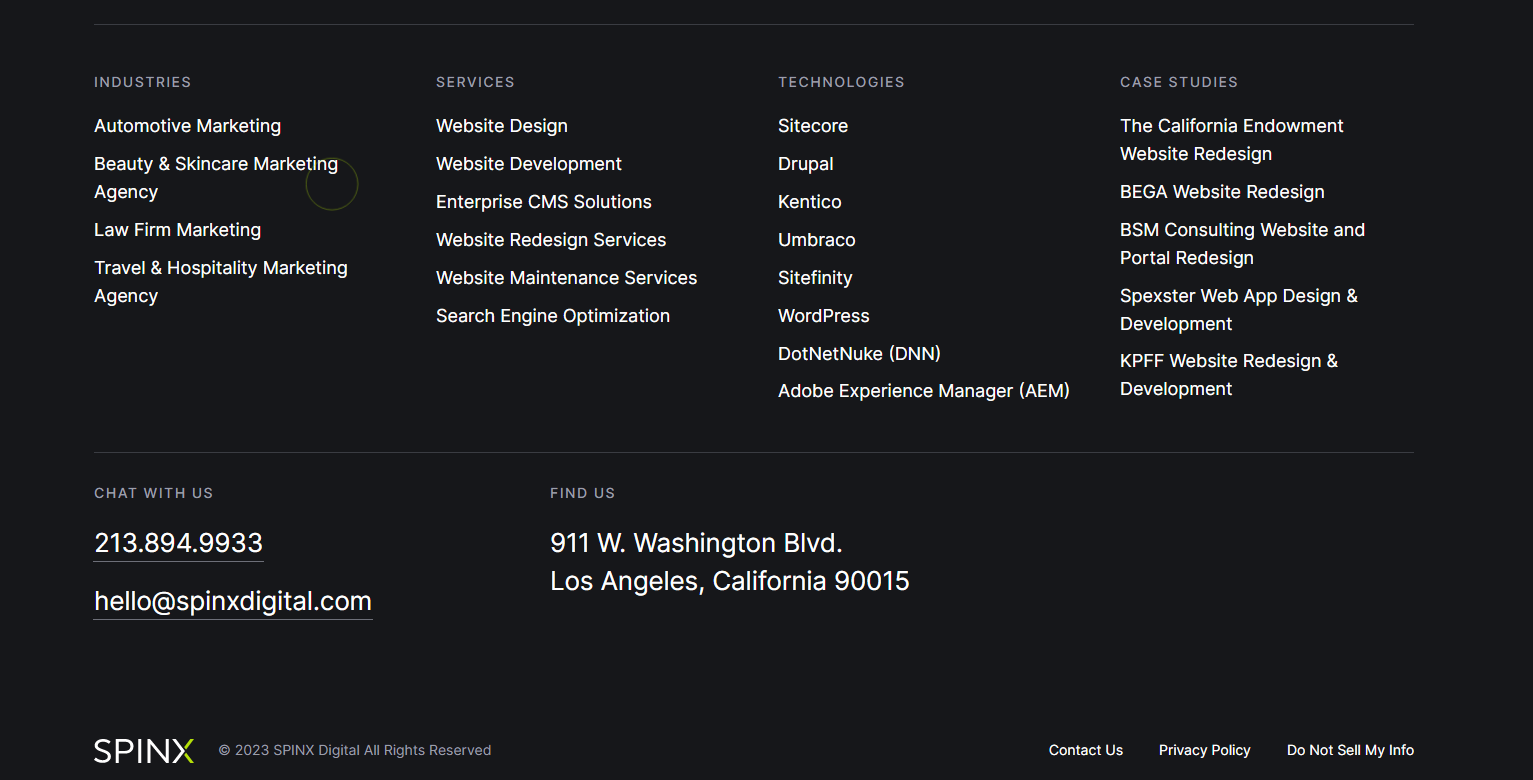 INDUSTRIES
Automotive Marketing
Beauty & Skincare Marketing
Agency
Law Firm Marketing
Travel & Hospitality Marketing
Agency
SERVICES
Website Design
Website Development
Enterprise CMS Solutions
Website Redesign Services
Website Maintenance Services
Search Engine Optimization
TECHNOLOGIES
Sitecore
Drupal
Kentico
Umbraco
Sitefinity
WordPress
DotNetNuke (DNN)
Adobe Experience Manager (AEM)
CASE STUDIES
The California Endowment
Website Redesign
BEGA Website Redesign
BSM Consulting Website and
Portal Redesign
Spexster Web App Design &
Development
KPFF Website Redesign &
Development
CHAT WITH US
213.894.9933
hello@spinxdigital.com
FIND US
911 W. Washington Blvd.
Los Angeles, California 90015
SPINX
© 2023 SPINX Digital All Rights Reserved
Contact Us
Privacy Policy
Do Not Sell My Info